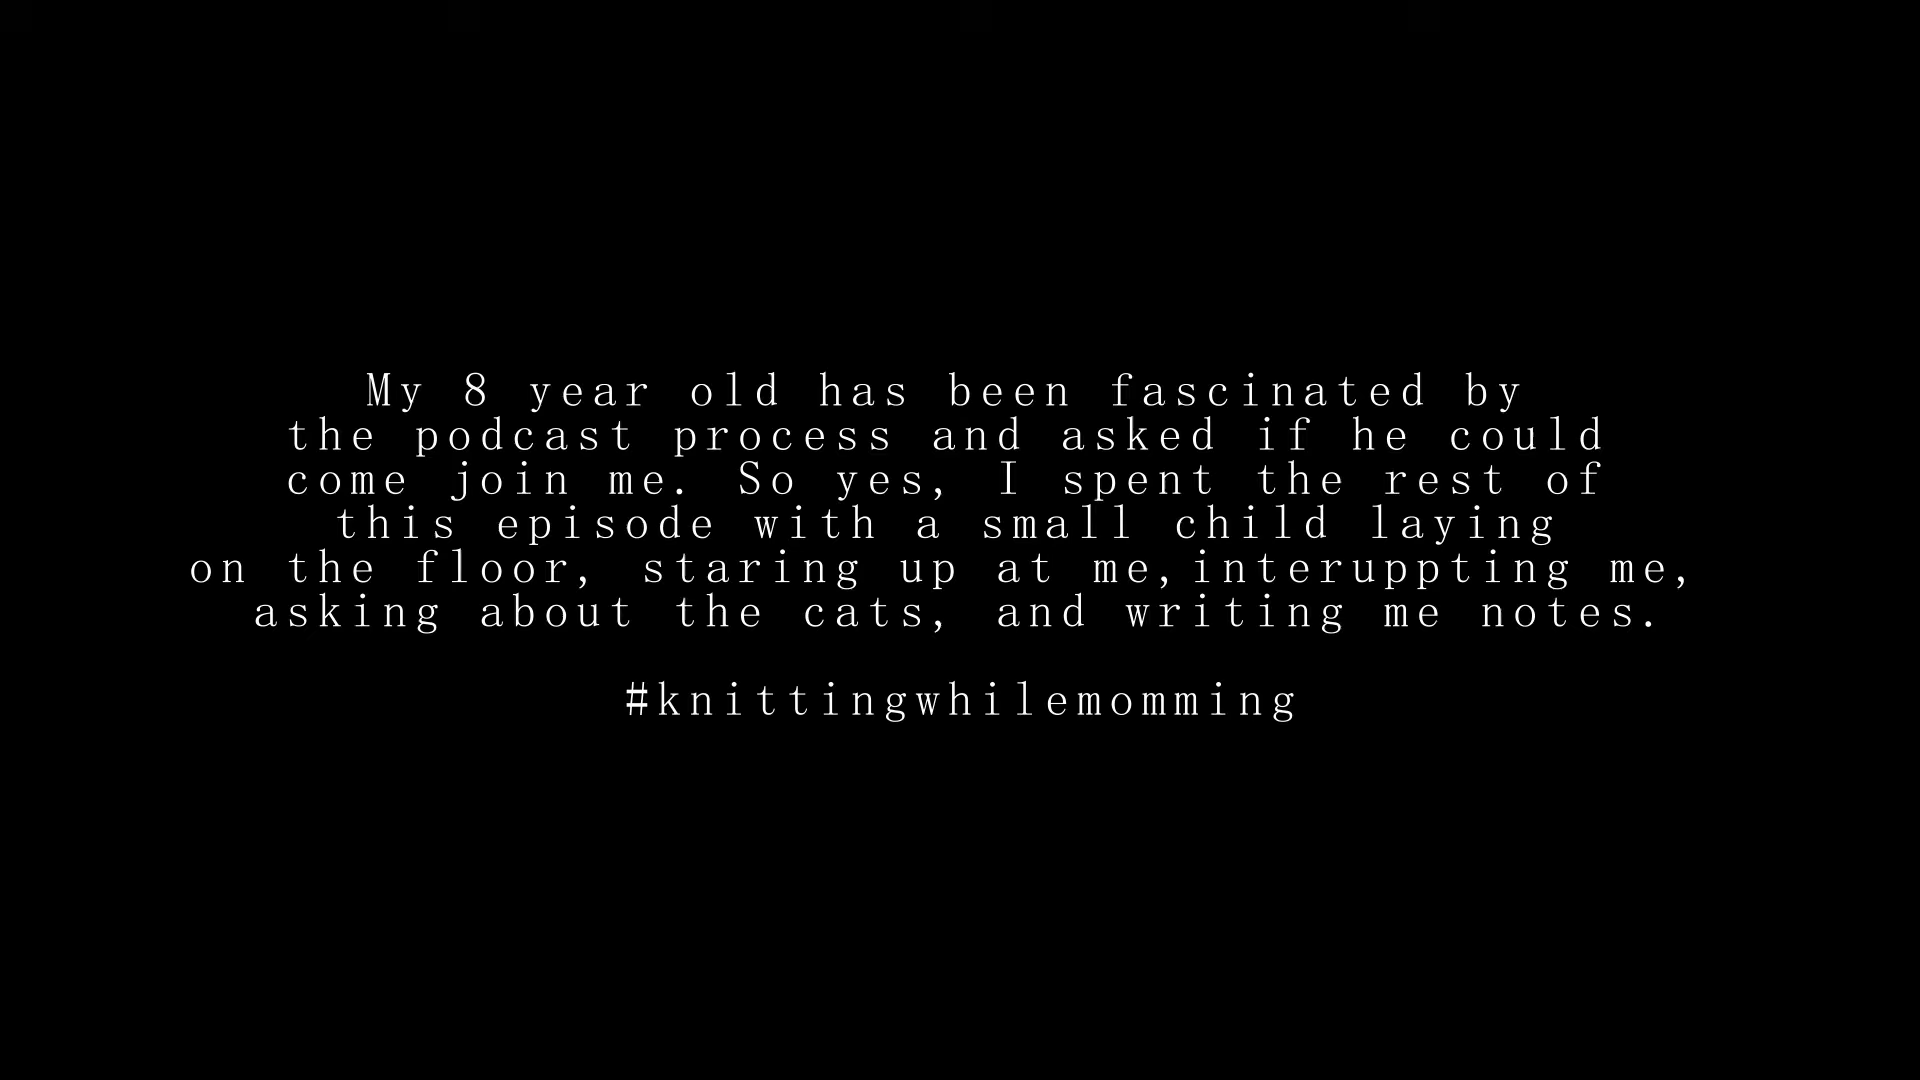 My 8 year old has been fascinated by
the podcast process and asked if he could
come join me. So yes, I spent the rest of
this episode with a small child laying
on the floor, staring up at me,interuppting me,
asking about the cats, and writing me notes.
#knittingwhilemomming